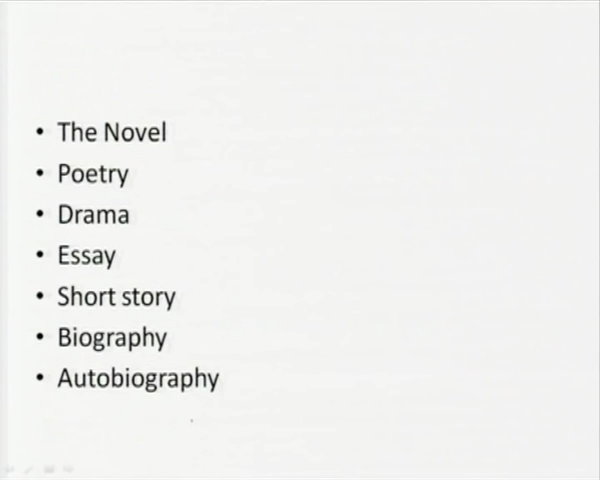 • The Novel
• Poetry
• Drama
• Essay
• Short story
• Biography
• Autobiography